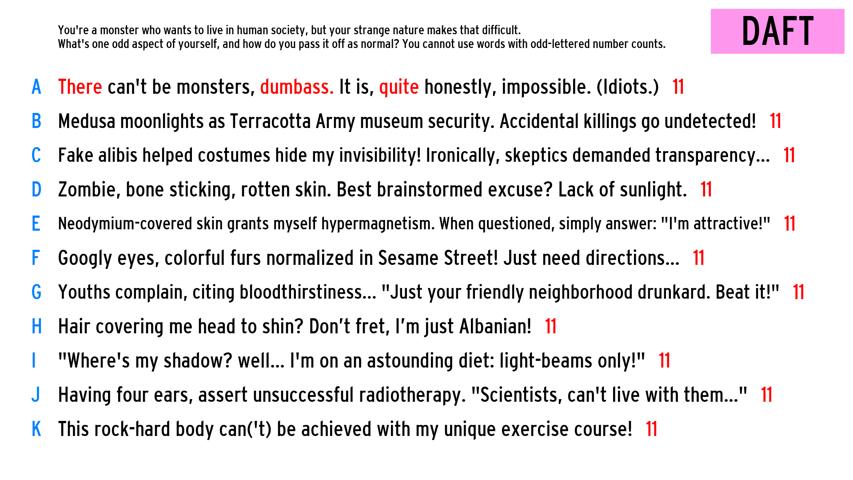 You're a monster who wants to live in human society, but your strange nature makes that difficult.
What's one odd aspect of yourself, and how do you pass it off as normal? You cannot use words with odd-lettered number counts.
DAFT
A There can't be monsters, dumbass. It is, quite honestly, impossible. (Idiots.) 11
B Medusa moonlights as Terracotta Army museum security. Accidental killings go undetected! 11
C Fake alibis helped costumes hide my invisibility! Ironically, skeptics demanded transparency... 11
D Zombie, bone sticking, rotten skin. Best brainstormed excuse? Lack of sunlight. 11
E Neodymium-covered skin grants myself hypermagnetism. When questioned, simply answer: "I'm attractive!" 11
F Googly eyes, colorful furs normalized in Sesame Street! Just need directions... 11
G Youths complain, citing bloodthirstiness... "Just your friendly neighborhood drunkard. Beat it!" 11
H Hair covering me head to shin? Don’t fret, I’m just Albanian! 11
I "Where's my shadow? well... I'm on an astounding diet: light-beams only!" 11
J Having four ears, assert unsuccessful radiotherapy. "Scientists, can't live with them..." 11
K This rock-hard body can('t) be achieved with my unique exercise course! 11